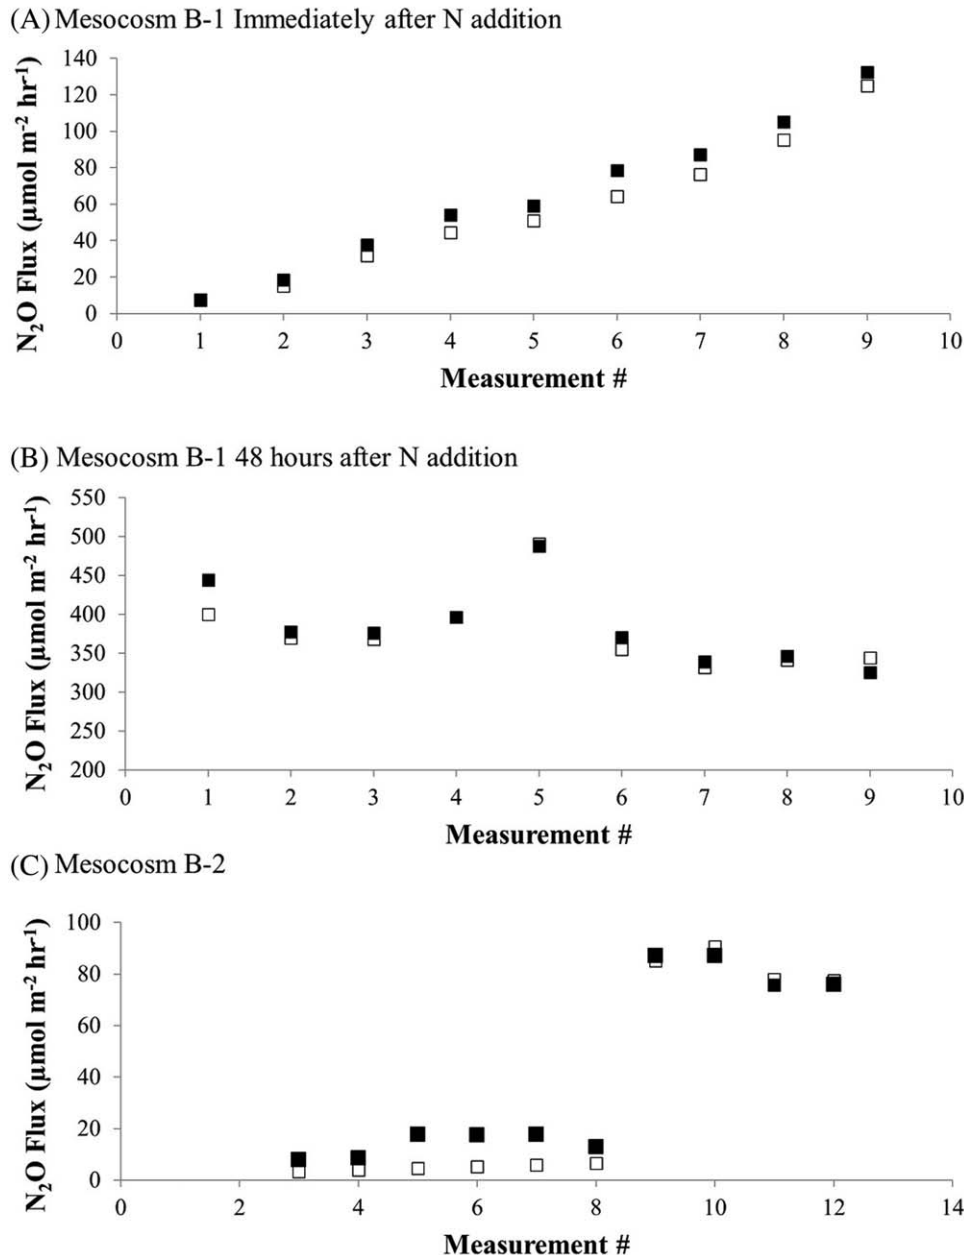 (A) Mesocosm B-1 Immediately after N addition
N₂O Flux (µmol m⁻² hr⁻¹)
140
120
100
80
60
40
20
0
0 1 2 3 4 5 6 7 8 9 10
Measurement #
(B) Mesocosm B-1 48 hours after N addition
N₂O Flux (µmol m⁻² hr⁻¹)
550
500
450
400
350
300
250
200
0 1 2 3 4 5 6 7 8 9 10
Measurement #
(C) Mesocosm B-2
N₂O Flux (µmol m⁻² hr⁻¹)
100
80
60
40
20
0
0 2 4 6 8 10 12 14
Measurement #